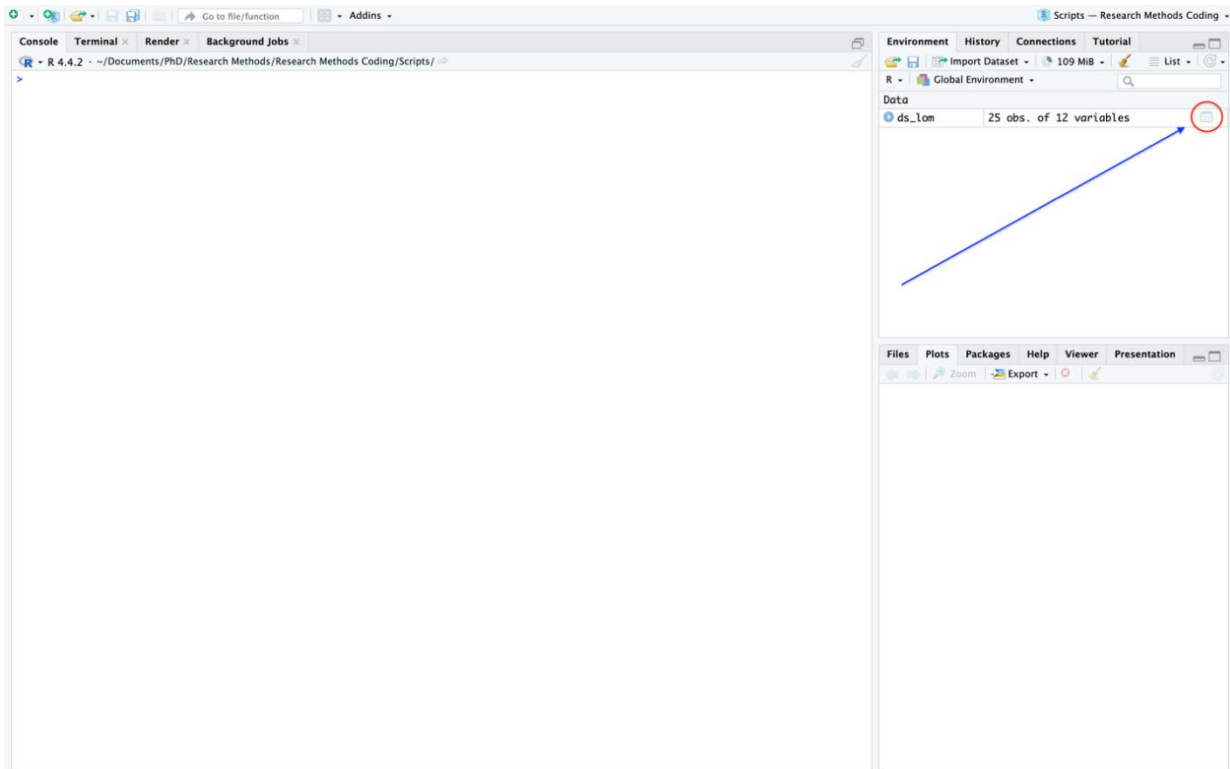 Go to file/function Addins Scripts — Research Methods Coding
Console Terminal Render Background Jobs
R 4.4.2 · ~/Documents/PhD/Research Methods/Research Methods Coding/Scripts/
>
Environment History Connections Tutorial
Import Dataset 109 MiB List
R Global Environment
Data
ds_lom 25 obs. of 12 variables
Files Plots Packages Help Viewer Presentation
Zoom Export